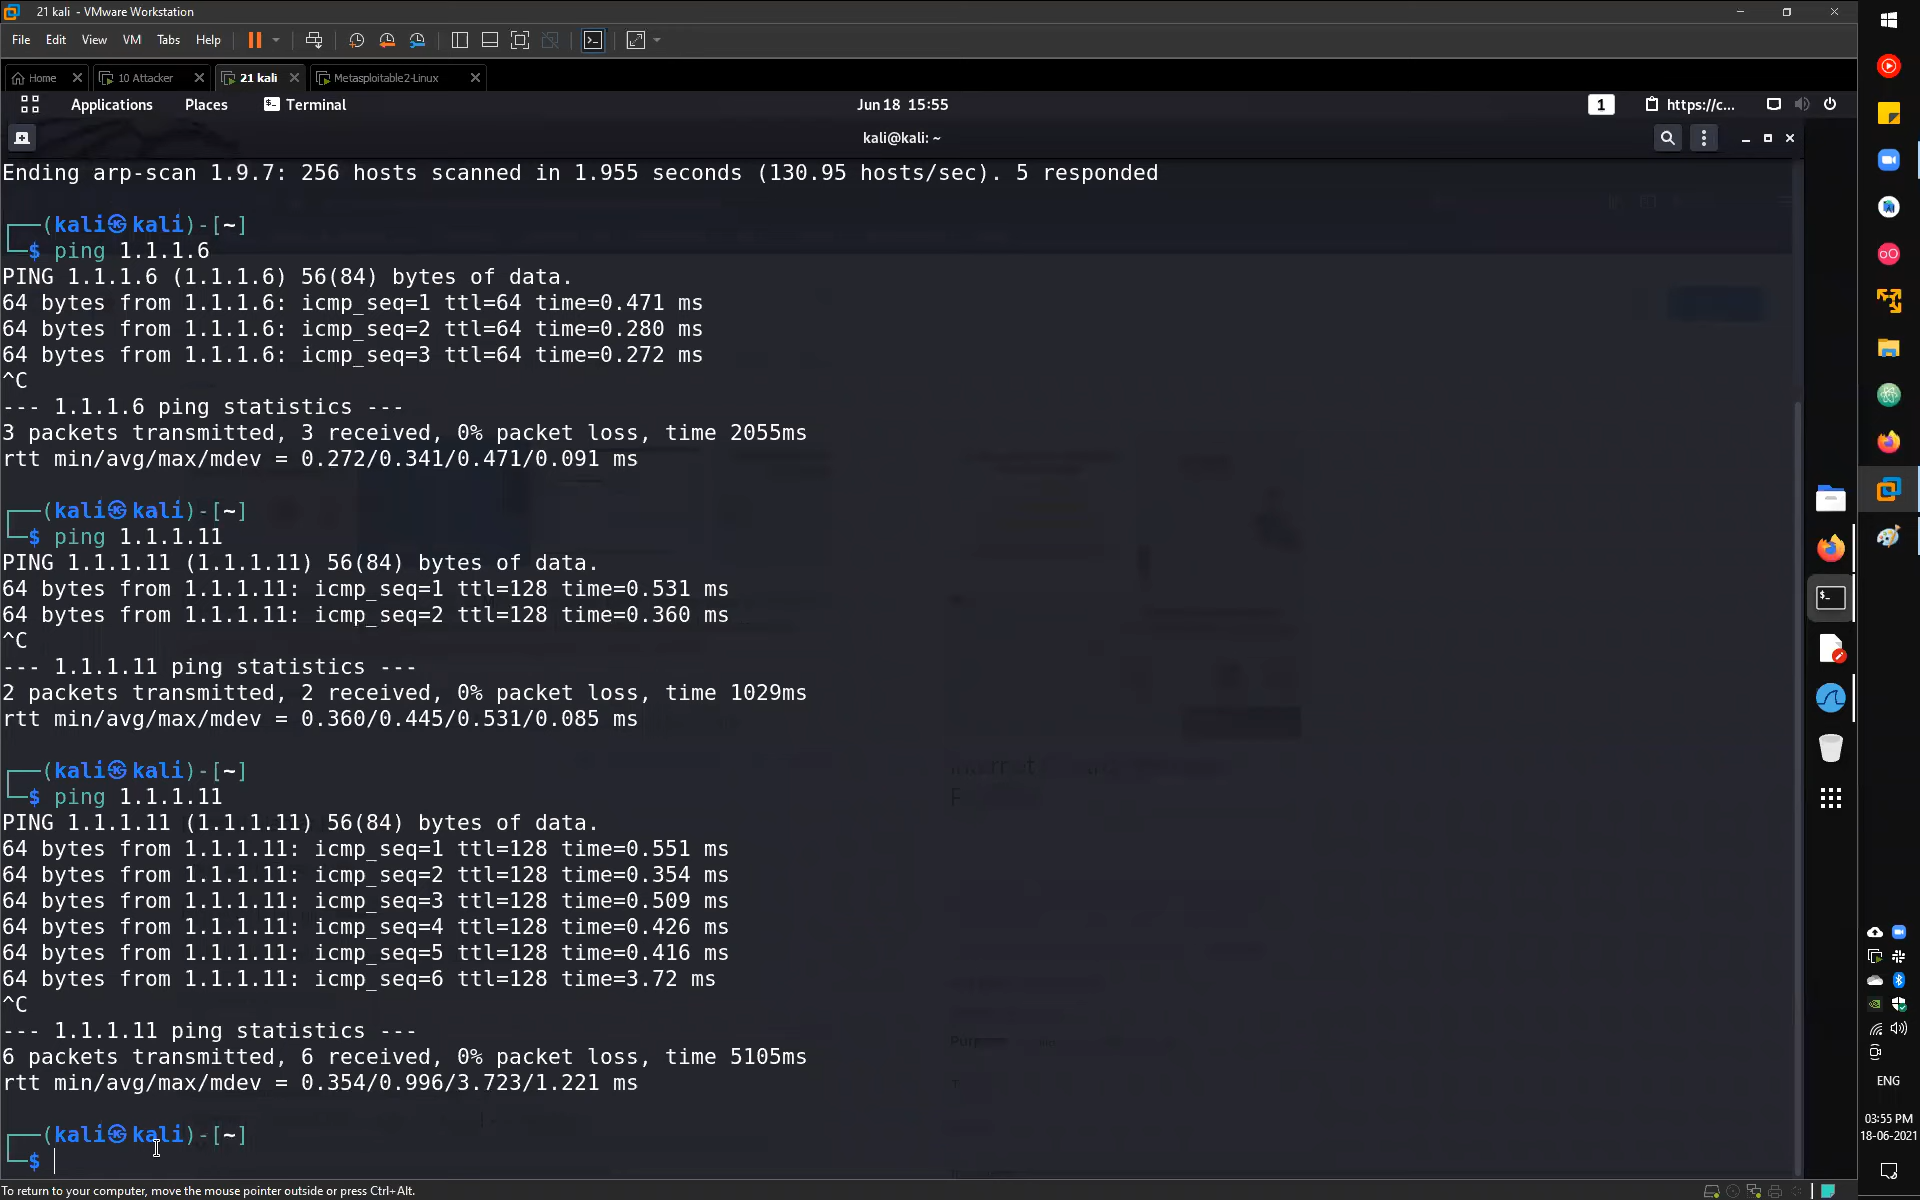 21 kali - VMware Workstation
File Edit View VM Tabs Help
Home 10 Attacker 21 kali Metasploitable2-Linux
Applications Places Terminal Jun 18 15:55 1 https://c...
kali@kali: ~
Ending arp-scan 1.9.7: 256 hosts scanned in 1.955 seconds (130.95 hosts/sec). 5 responded
┌──(kali㉿kali)-[~]
└─$ ping 1.1.1.6
PING 1.1.1.6 (1.1.1.6) 56(84) bytes of data.
64 bytes from 1.1.1.6: icmp_seq=1 ttl=64 time=0.471 ms
64 bytes from 1.1.1.6: icmp_seq=2 ttl=64 time=0.280 ms
64 bytes from 1.1.1.6: icmp_seq=3 ttl=64 time=0.272 ms
^C
--- 1.1.1.6 ping statistics ---
3 packets transmitted, 3 received, 0% packet loss, time 2055ms
rtt min/avg/max/mdev = 0.272/0.341/0.471/0.091 ms
┌──(kali㉿kali)-[~]
└─$ ping 1.1.1.11
PING 1.1.1.11 (1.1.1.11) 56(84) bytes of data.
64 bytes from 1.1.1.11: icmp_seq=1 ttl=128 time=0.531 ms
64 bytes from 1.1.1.11: icmp_seq=2 ttl=128 time=0.360 ms
^C
--- 1.1.1.11 ping statistics ---
2 packets transmitted, 2 received, 0% packet loss, time 1029ms
rtt min/avg/max/mdev = 0.360/0.445/0.531/0.085 ms
┌──(kali㉿kali)-[~]
└─$ ping 1.1.1.11
PING 1.1.1.11 (1.1.1.11) 56(84) bytes of data.
64 bytes from 1.1.1.11: icmp_seq=1 ttl=128 time=0.551 ms
64 bytes from 1.1.1.11: icmp_seq=2 ttl=128 time=0.354 ms
64 bytes from 1.1.1.11: icmp_seq=3 ttl=128 time=0.509 ms
64 bytes from 1.1.1.11: icmp_seq=4 ttl=128 time=0.426 ms
64 bytes from 1.1.1.11: icmp_seq=5 ttl=128 time=0.416 ms
64 bytes from 1.1.1.11: icmp_seq=6 ttl=128 time=3.72 ms
^C
--- 1.1.1.11 ping statistics ---
6 packets transmitted, 6 received, 0% packet loss, time 5105ms
rtt min/avg/max/mdev = 0.354/0.996/3.723/1.221 ms
┌──(kali㉿kali)-[~]
└─$
To return to your computer, move the mouse pointer outside or press Ctrl+Alt.
ENG
03:55 PM
18-06-2021